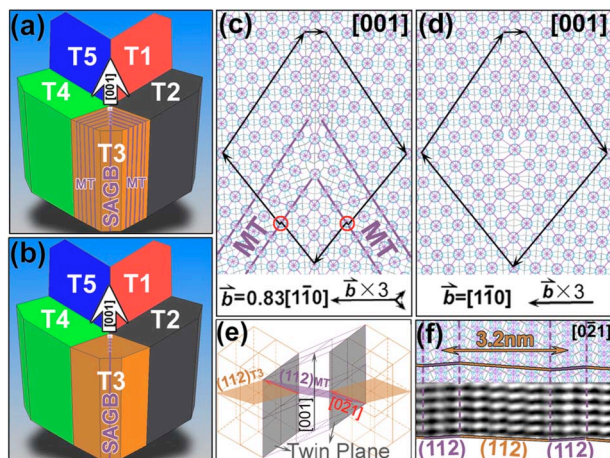 (a)
T5
T1
[001]
T4
T2
T3
MT
SAGB
MT
(b)
T5
T1
[001]
T4
T2
T3
SAGB
(c)
[001]
MT
MT
b=0.83[11̄0]
b×3
(d)
[001]
b=[11̄0]
b×3
(e)
(112)T3
(112)MT
[001]
[02̄1]
Twin Plane
(f)
[02̄1]
3.2nm
(112)
(112)
(112)